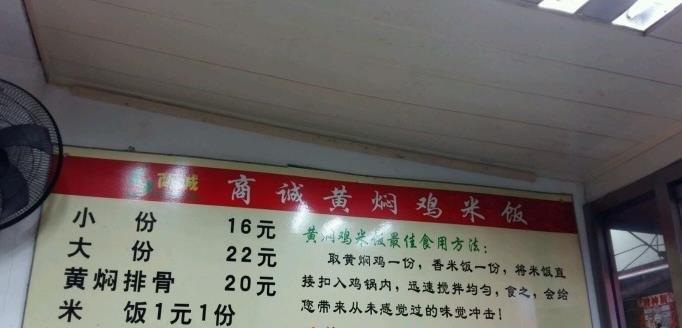 商诚 商诚黄焖鸡米饭
小份 16元
大份 22元
黄焖排骨 20元
米饭1元1份
黄焖鸡米饭最佳食用方法：
取黄焖鸡一份，香米饭一份，将米饭直
接扣入鸡锅内，迅速搅拌均匀，食之，会给
您带来从未感觉过的味觉冲击！